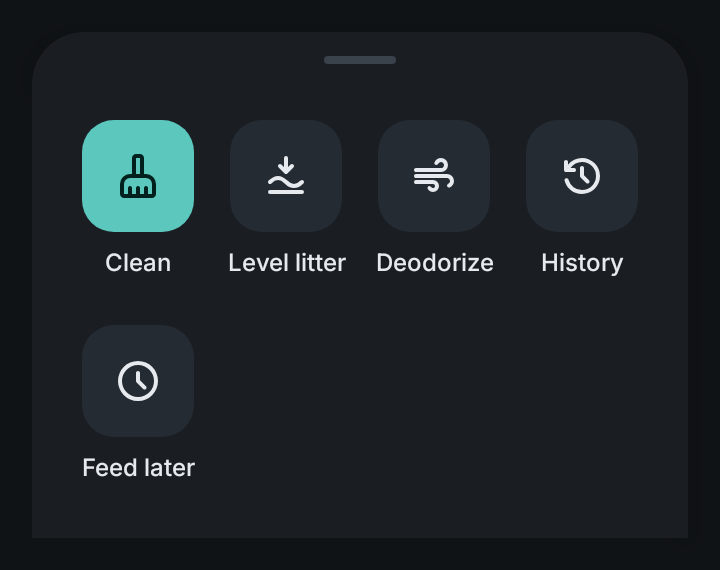 Clean
Level litter
Deodorize
History
Feed later